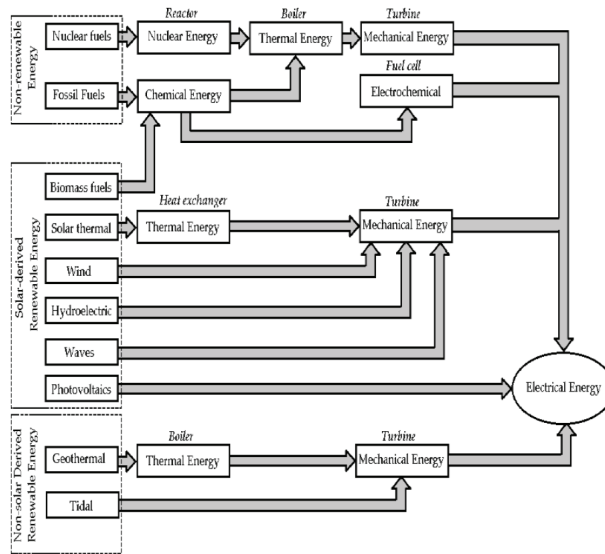 Reactor
Boiler
Turbine
Non-renewable
Energy
Nuclear fuels
Nuclear Energy
Thermal Energy
Mechanical Energy
Fuel cell
Fossil Fuels
Chemical Energy
Electrochemical
Solar-derived
Renewable Energy
Biomass fuels
Heat exchanger
Turbine
Solar thermal
Thermal Energy
Mechanical Energy
Wind
Hydroelectric
Waves
Photovoltaics
Electrical Energy
Non-solar Derived
Renewable Energy
Boiler
Turbine
Geothermal
Thermal Energy
Mechanical Energy
Tidal